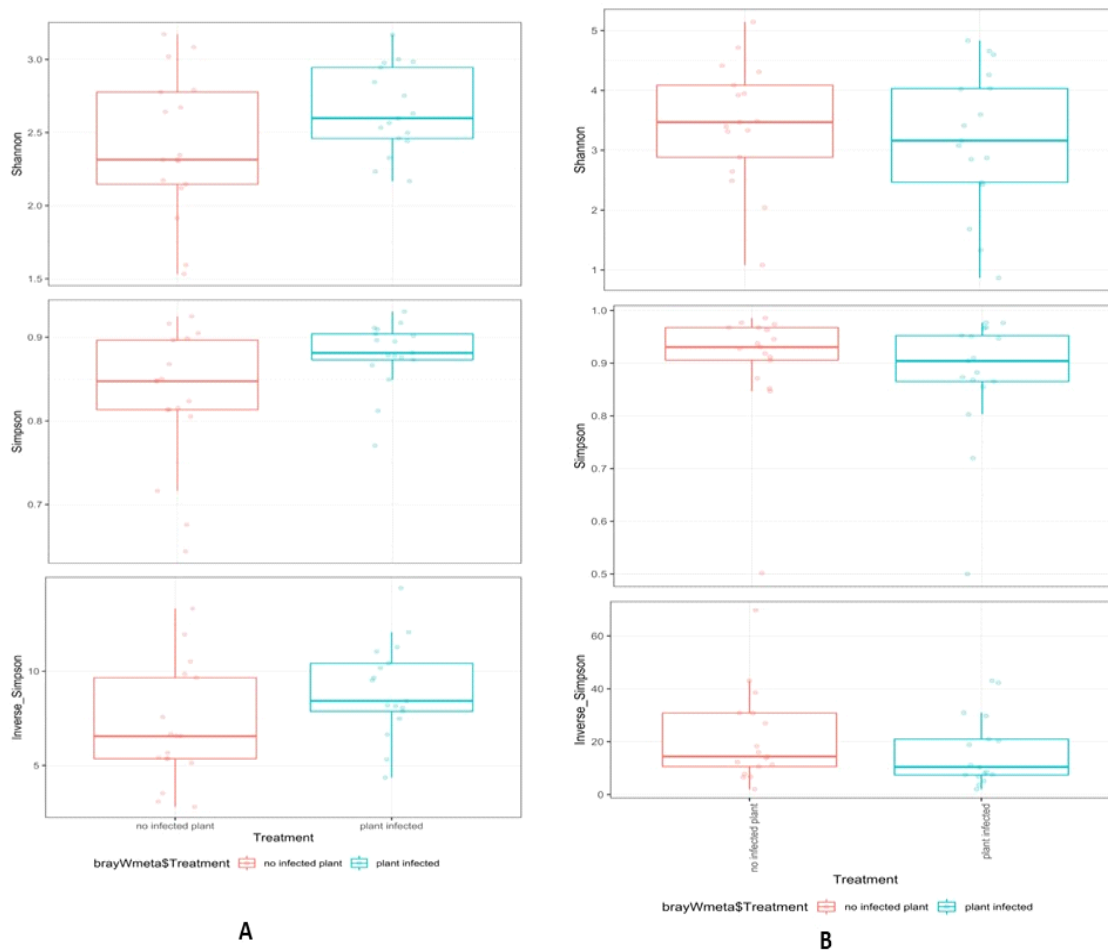 3.0
2.5
2.0
1.5
Shannon
0.9
0.8
0.7
Simpson
10
5
Inverse_Simpson
no infected plant plant infected
Treatment
brayWmeta$Treatment no infected plant plant infected
A
5
4
3
2
1
Shannon
1.0
0.9
0.8
0.7
0.6
0.5
Simpson
60
40
20
0
Inverse_Simpson
no infected plant
plant infected
Treatment
brayWmeta$Treatment no infected plant plant infected
B